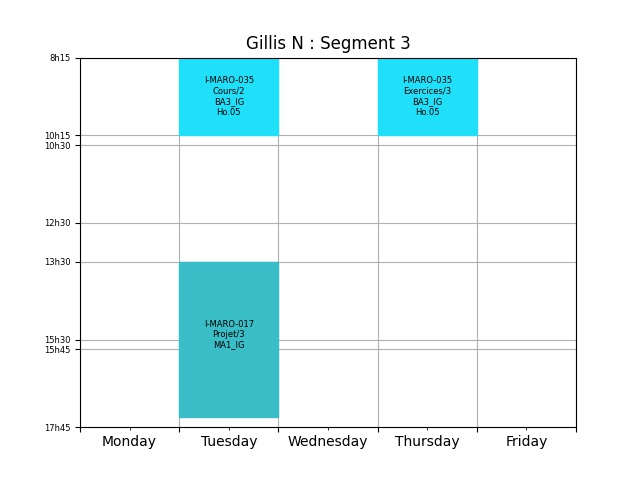 Gillis N : Segment 3
8h15
I-MARO-035
Cours/2
BA3_IG
Ho.05
I-MARO-035
Exercices/3
BA3_IG
Ho.05
10h15
10h30
12h30
13h30
I-MARO-017
Projet/3
MA1_IG
15h30
15h45
17h45
Monday Tuesday Wednesday Thursday Friday